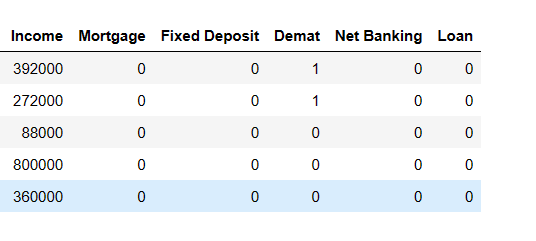 Income Mortgage Fixed Deposit Demat Net Banking Loan
392000 0 0 1 0 0
272000 0 0 1 0 0
88000 0 0 0 0 0
800000 0 0 0 0 0
360000 0 0 0 0 0